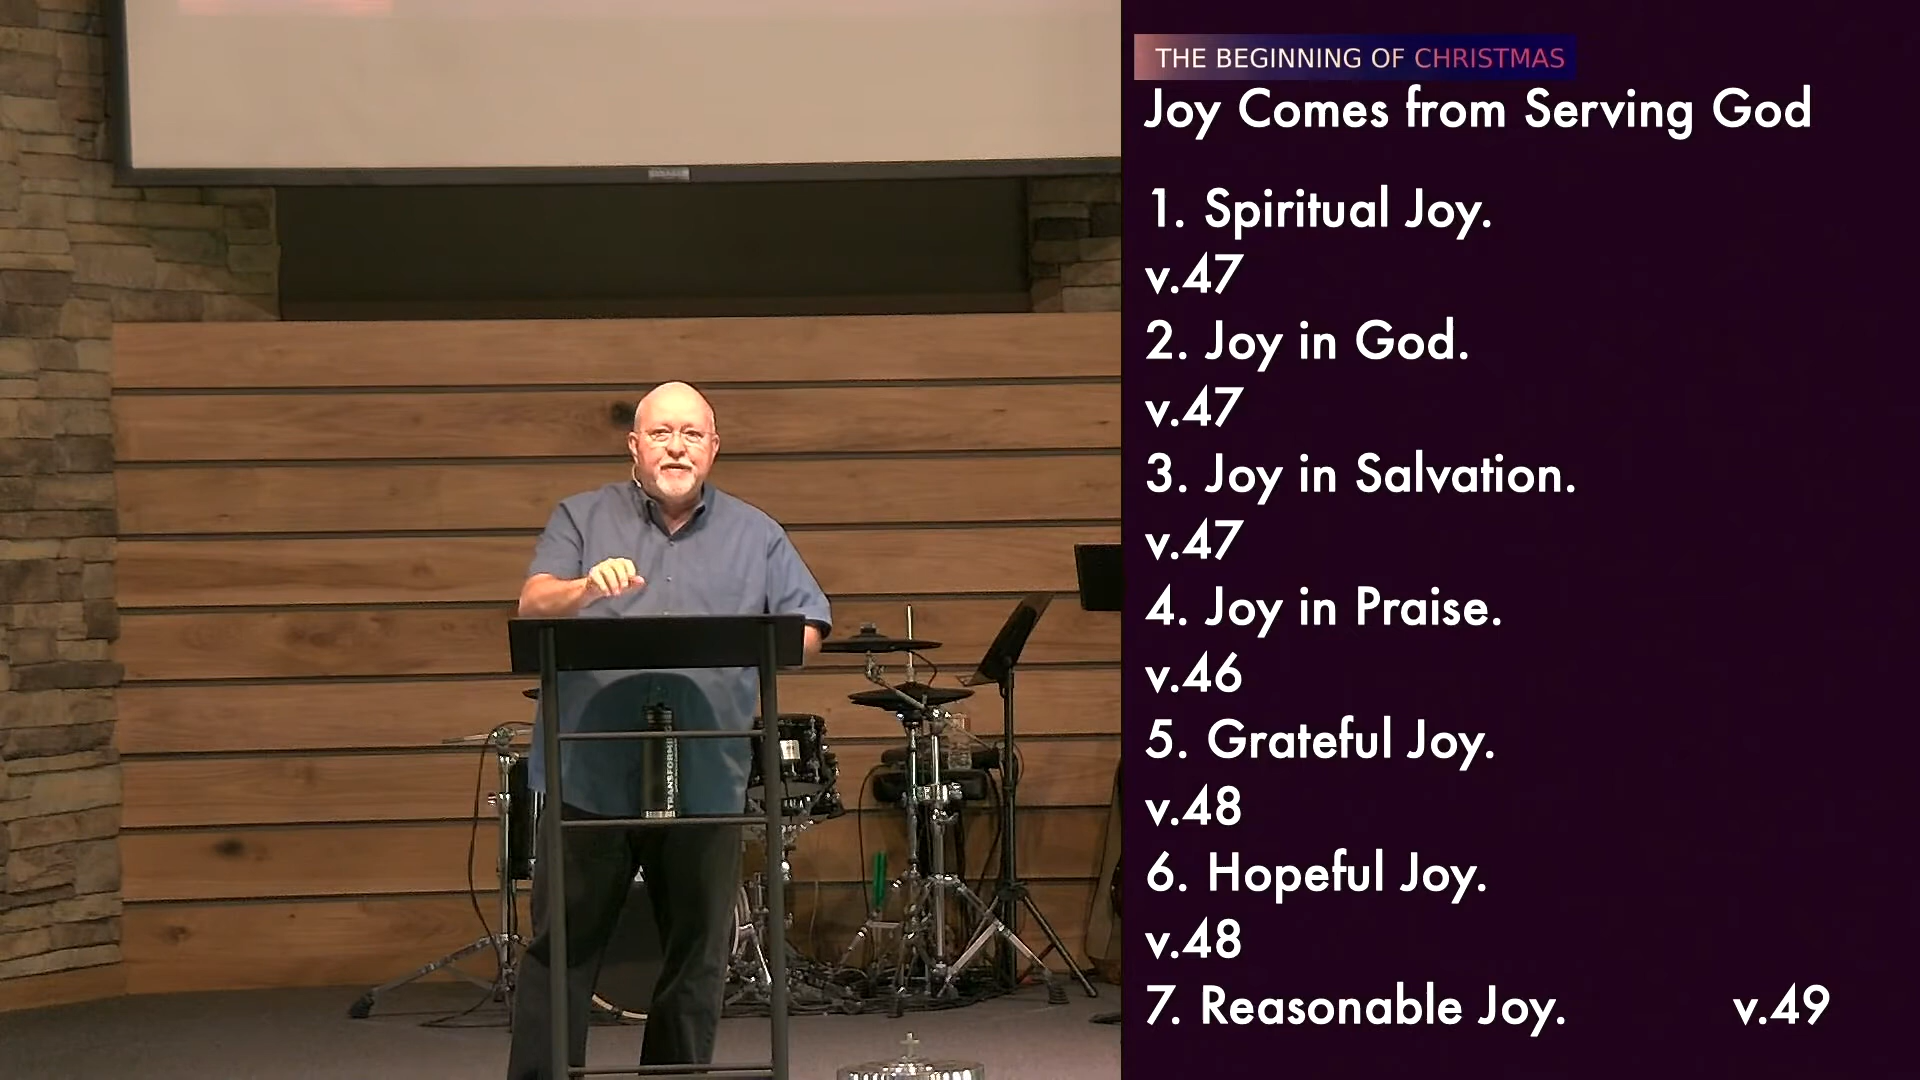 THE BEGINNING OF CHRISTMAS
Joy Comes from Serving God
1. Spiritual Joy.
v.47
2. Joy in God.
v.47
3. Joy in Salvation.
v.47
4. Joy in Praise.
v.46
5. Grateful Joy.
v.48
6. Hopeful Joy.
v.48
7. Reasonable Joy. v.49
TRANSFORMING